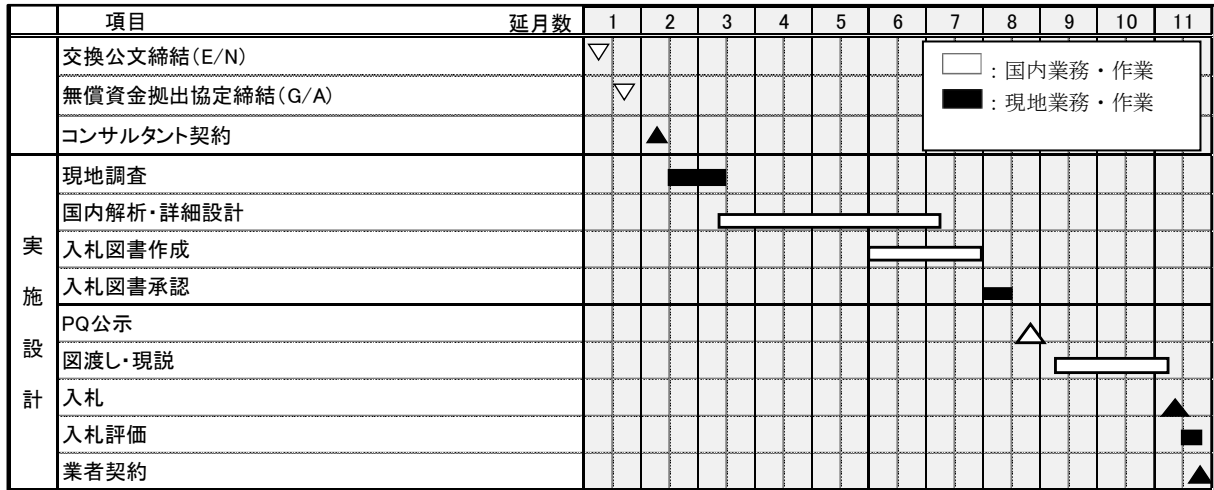 項目 延月数 1 2 3 4 5 6 7 8 9 10 11
交換公文締結(E/N)
無償資金拠出協定締結(G/A)
コンサルタント契約
：国内業務・作業
：現地業務・作業
実施設計
現地調査
国内解析・詳細設計
入札図書作成
入札図書承認
PQ公示
図渡し・現説
入札
入札評価
業者契約